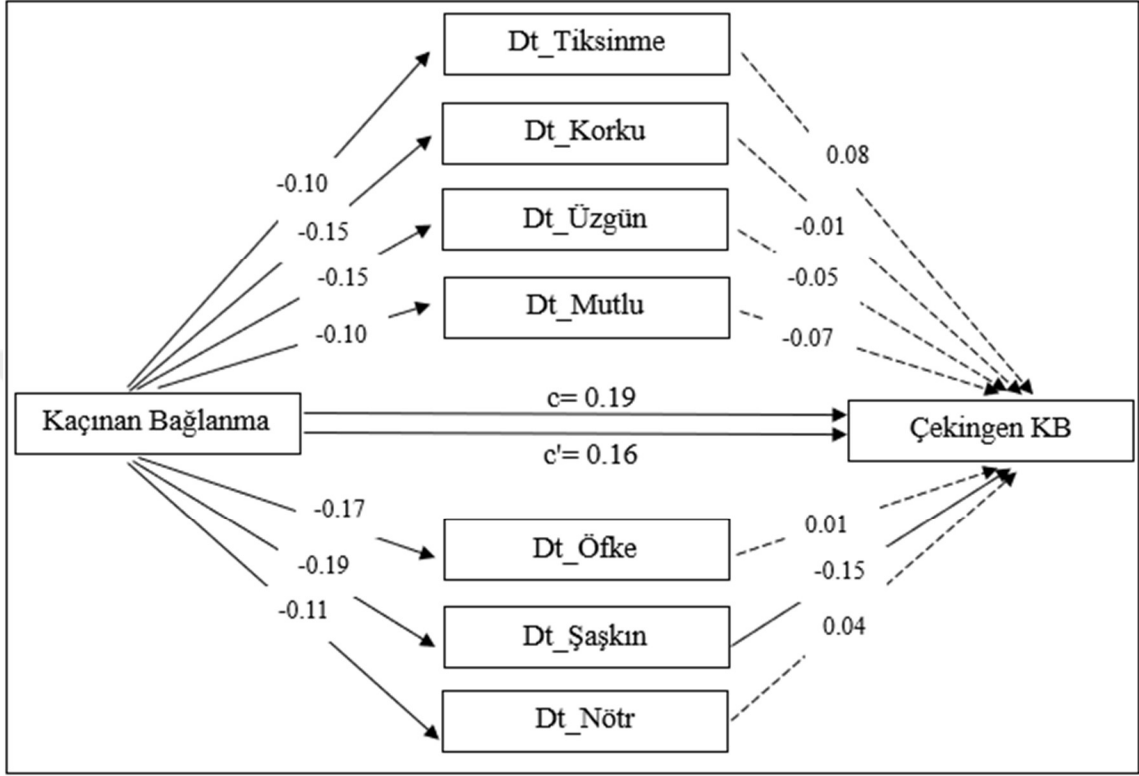 Dt_Tiksinme
Dt_Korku
0.08
-0.10
-0.15
Dt_Üzgün
-0.01
-0.15
-0.05
Dt_Mutlu
-0.10
-0.07
c= 0.19
Kaçınan Bağlanma
Çekingen KB
c'= 0.16
-0.17
0.01
Dt_Öfke
-0.19
-0.15
-0.11
Dt_Şaşkın
0.04
Dt_Nötr